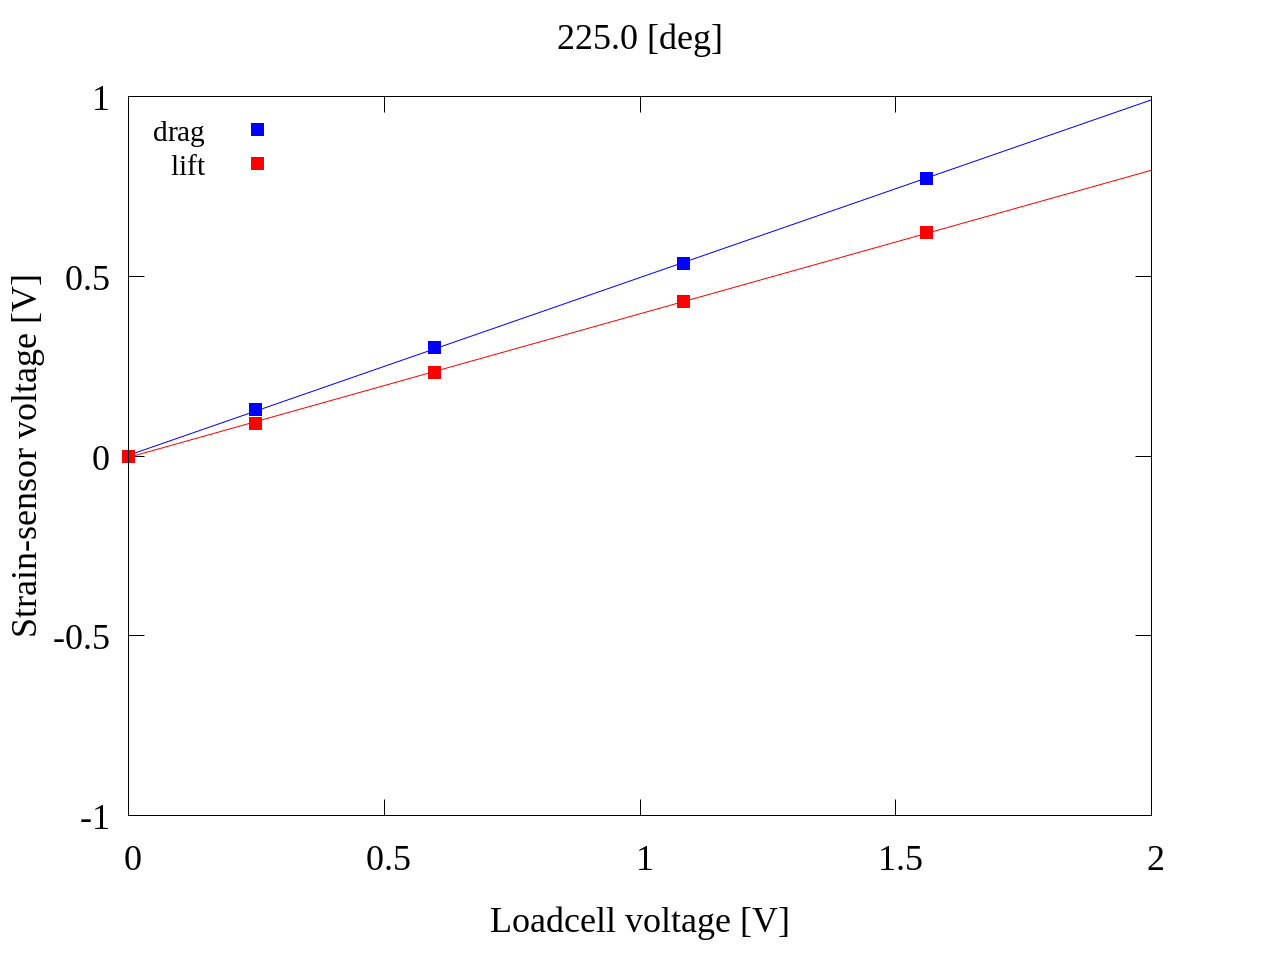 225.0 [deg]
1
drag
lift
0.5
0
-0.5
-1
Strain-sensor voltage [V]
0 0.5 1 1.5 2
Loadcell voltage [V]